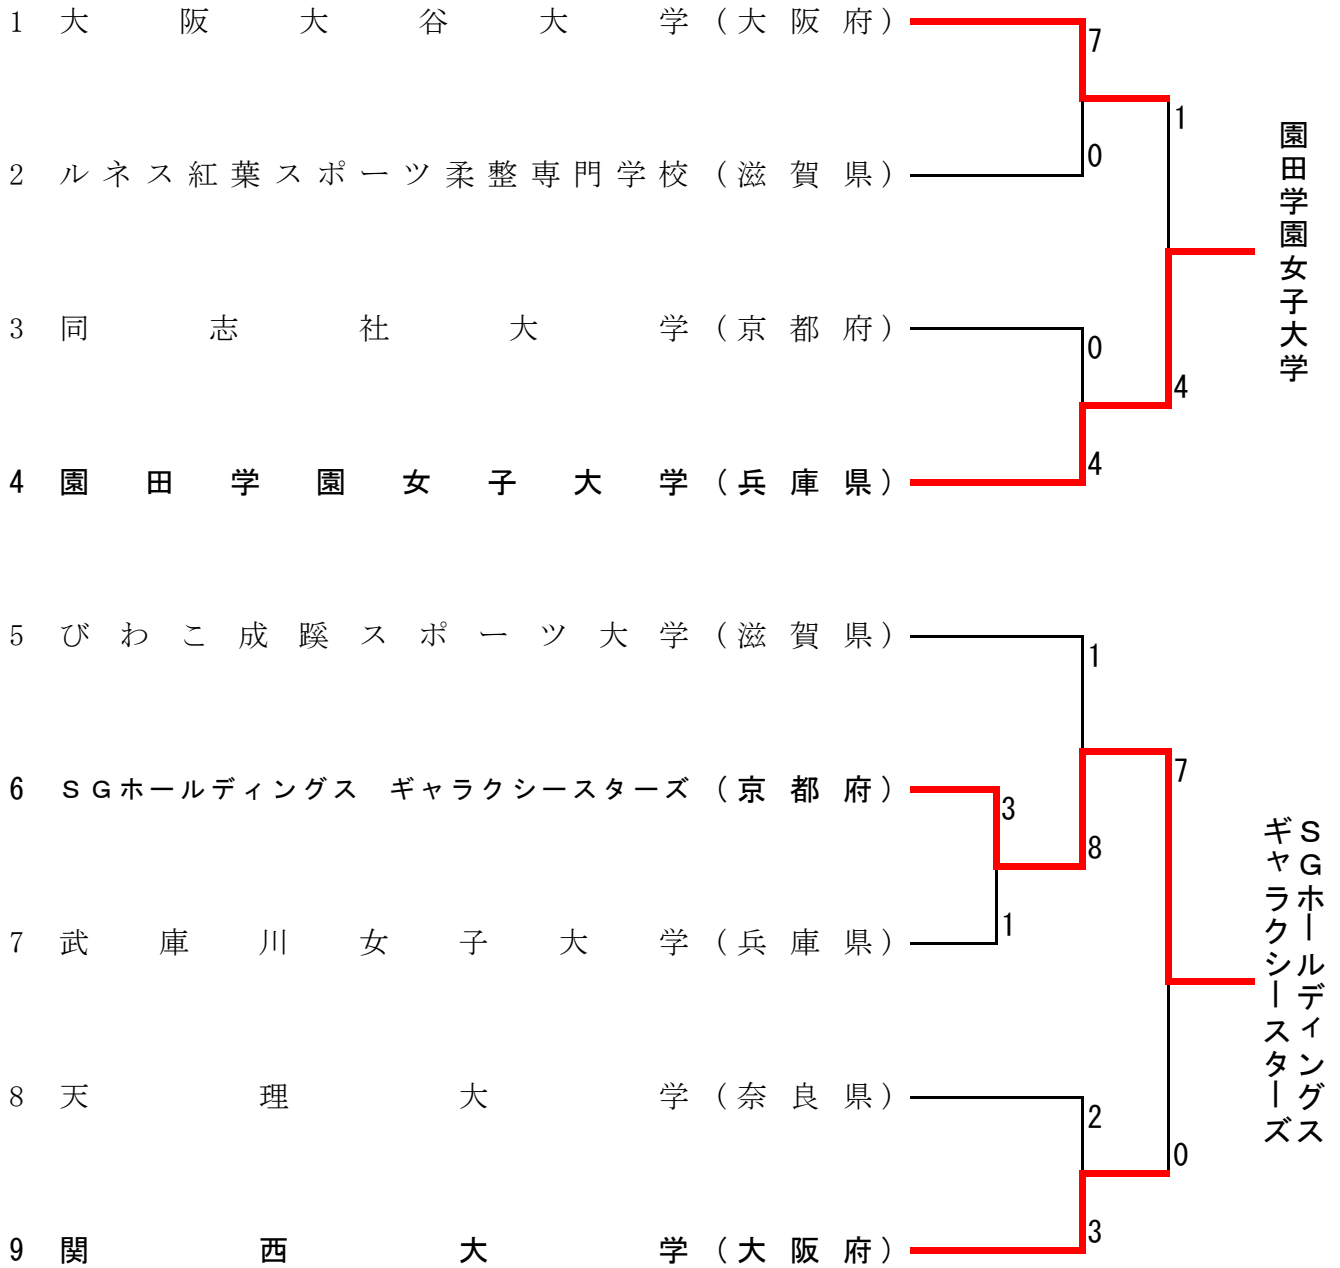 1 大阪大谷大学(大阪府)
7
1
0
2 ルネス紅葉スポーツ柔整専門学校(滋賀県)
園田学園女子大学
3 同志社大学(京都府)
0
4
4
4 園田学園女子大学(兵庫県)
5 びわこ成蹊スポーツ大学(滋賀県)
1
7
6 SGホールディングス ギャラクシースターズ(京都府)
3
8
1
7 武庫川女子大学(兵庫県)
SGホールディングス
ギャラクシースターズ
8 天理大学(奈良県)
2
0
3
9 関西大学(大阪府)